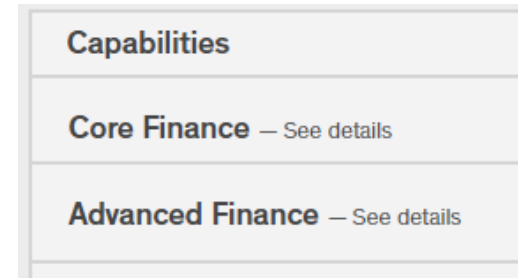 Capabilities
Core Finance — See details
Advanced Finance — See details